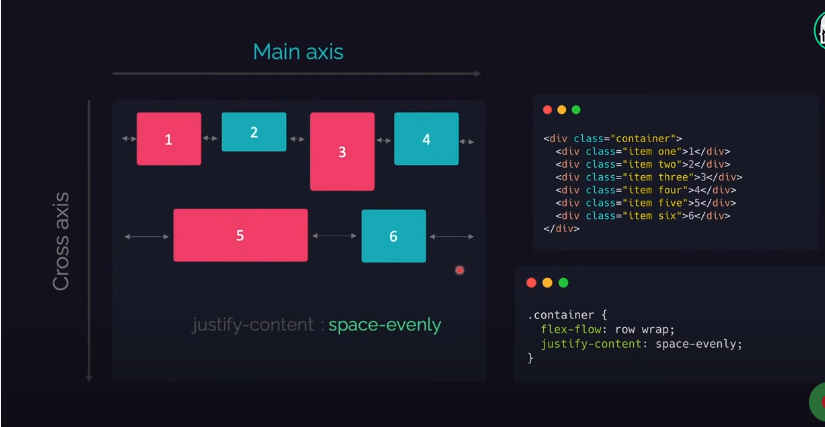 Main axis
Cross axis
1
2
3
4
5
6
justify-content : space-evenly
<div class="container">
<div class="item one">1</div>
<div class="item two">2</div>
<div class="item three">3</div>
<div class="item four">4</div>
<div class="item five">5</div>
<div class="item six">6</div>
</div>
.container {
flex-flow: row wrap;
justify-content: space-evenly;
}